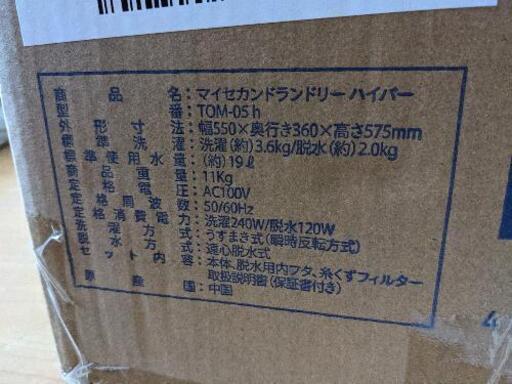 商品名：マイセカンドランドリー ハイパー
型番：TOM-05 h
外形寸法：幅550×奥行き360×高さ575mm
標準洗濯：洗濯（約）3.6kg/脱水（約）2.0kg
標準使用水量：（約）19ℓ
商品重量：11Kg
定格電圧：AC100V
定格周波数：50/60Hz
定格消費電力：洗濯240W/脱水120W
洗濯方式：うずまき式（瞬時反転方式）
脱水方式：遠心脱水式
セット内容：本体、脱水用内フタ、糸くずフィルター
取扱説明書（保証書付き）
原産国：中国